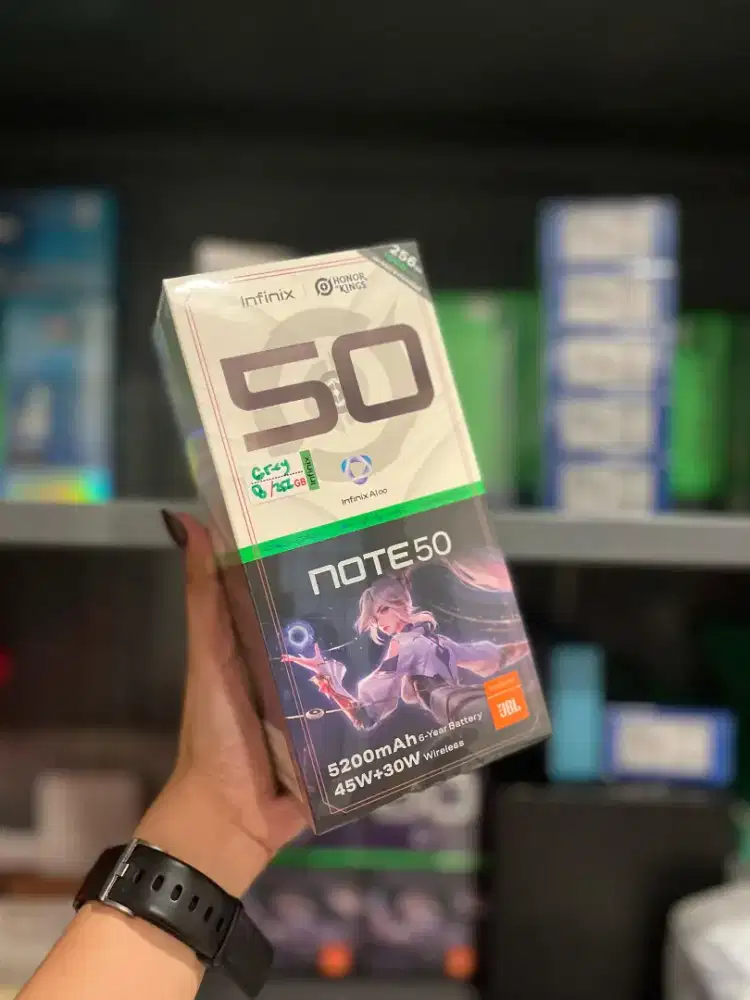 256GB
Infinix HONOR OF KINGS
50
Grey
8/256 GB
Infinix
Infinix AI∞
NOTE 50
JBL
5200mAh 6-Year Battery
45W+30W Wireless